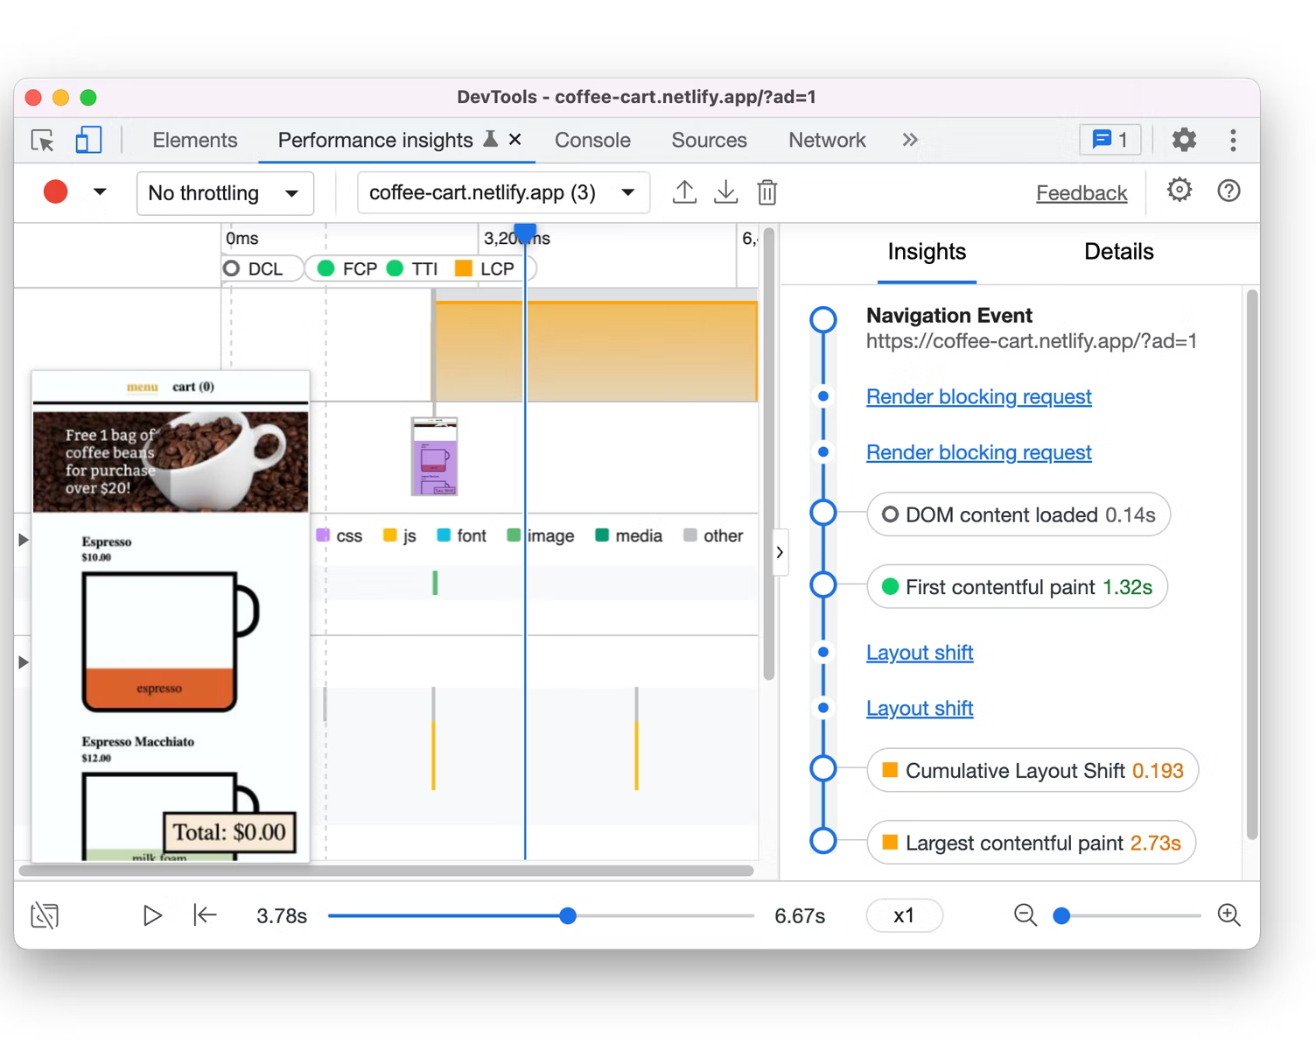 DevTools - coffee-cart.netlify.app/?ad=1
Elements Performance insights Console Sources Network 1
No throttling coffee-cart.netlify.app (3) Feedback
0ms 3,20 ms 6,
DCL FCP TTI LCP
menu cart (0)
Free 1 bag of
coffee beans
for purchase
over $20!
Espresso
$10.00
espresso
Espresso Macchiato
$12.00
Total: $0.00
milk foam
css js font image media other
Insights Details
Navigation Event
https://coffee-cart.netlify.app/?ad=1
Render blocking request
Render blocking request
DOM content loaded 0.14s
First contentful paint 1.32s
Layout shift
Layout shift
Cumulative Layout Shift 0.193
Largest contentful paint 2.73s
3.78s 6.67s x1